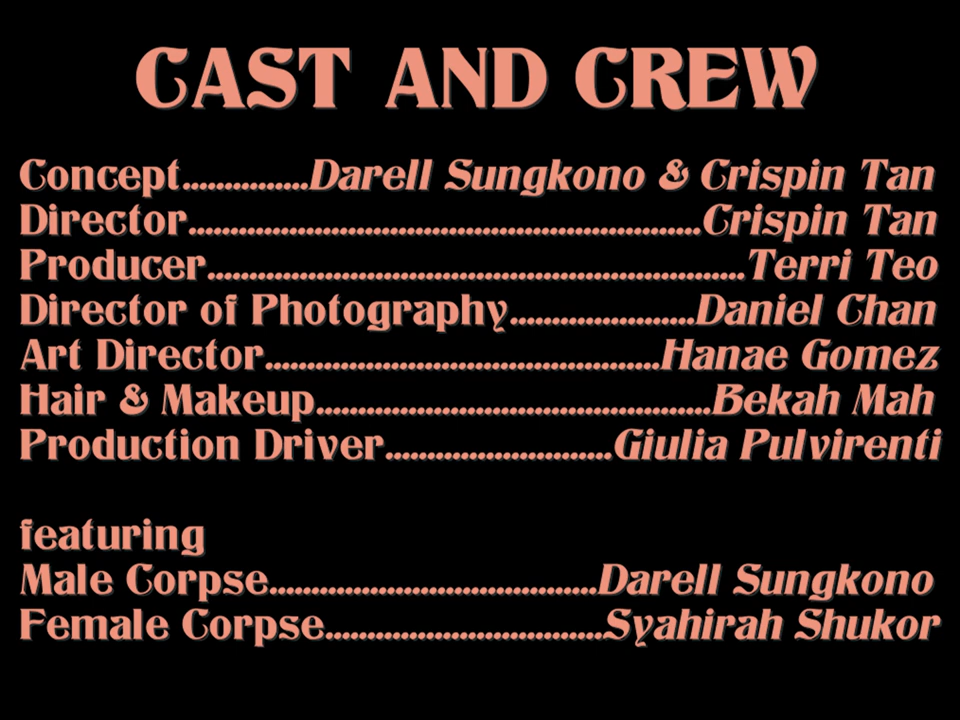 CAST AND CREW
Concept...............Darell Sungkono & Crispin Tan
Director..............................................................Crispin Tan
Producer.................................................................Terri Teo
Director of Photography......................Daniel Chan
Art Director................................................Hanae Gomez
Hair & Makeup................................................Bekah Mah
Production Driver...........................Giulia Pulvirenti
featuring
Male Corpse........................................Darell Sungkono
Female Corpse.................................Syahirah Shukor